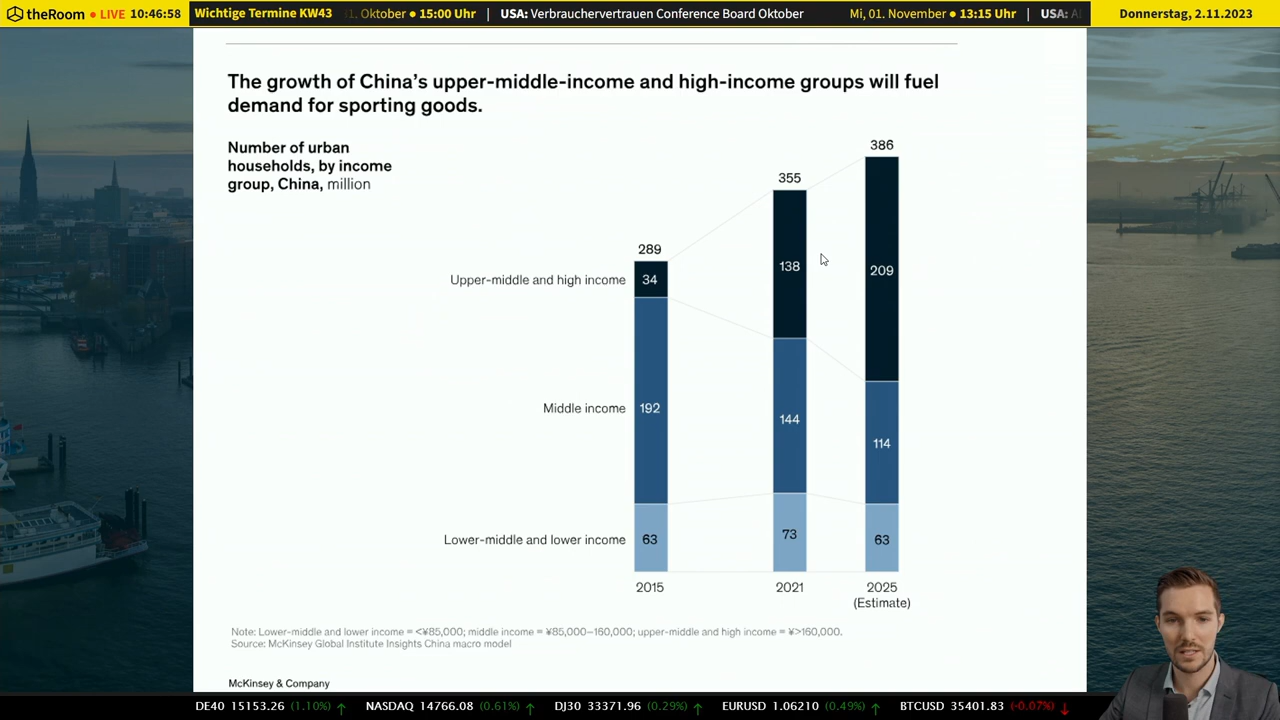 theRoom • LIVE 10:46:58
Wichtige Termine KW43
31. Oktober • 15:00 Uhr | USA: Verbrauchervertrauen Conference Board Oktober
Mi, 01. November • 13:15 Uhr | USA:
Donnerstag, 2.11.2023
The growth of China's upper-middle-income and high-income groups will fuel
demand for sporting goods.
Number of urban
households, by income
group, China, million
386
355
289
Upper-middle and high income 34 138 209
Middle income 192 144 114
Lower-middle and lower income 63 73 63
2015 2021 2025
(Estimate)
Note: Lower-middle and lower income = <¥85,000; middle income = ¥85,000–160,000; upper-middle and high income = ¥>160,000.
Source: McKinsey Global Institute Insights China macro model
McKinsey & Company
DE40 15153.26 (1.10%) ↑ NASDAQ 14766.08 (0.61%) ↑ DJ30 33371.96 (0.29%) ↑ EURUSD 1.06210 (0.49%) ↑ BTCUSD 35401.83 (-0.07%) ↓